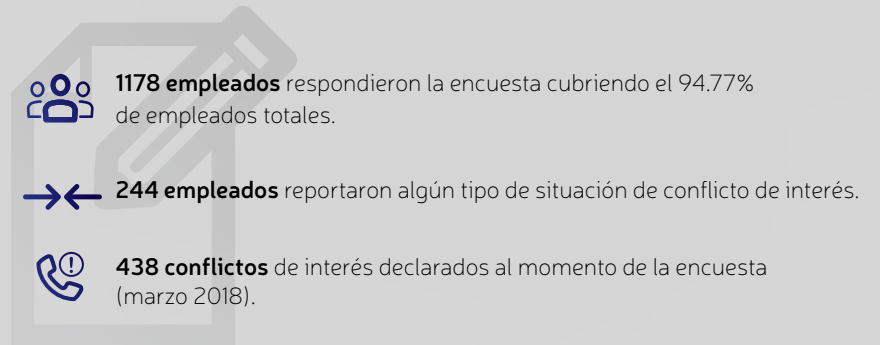 1178 empleados respondieron la encuesta cubriendo el 94.77%
de empleados totales.
244 empleados reportaron algún tipo de situación de conflicto de interés.
438 conflictos de interés declarados al momento de la encuesta
(marzo 2018).